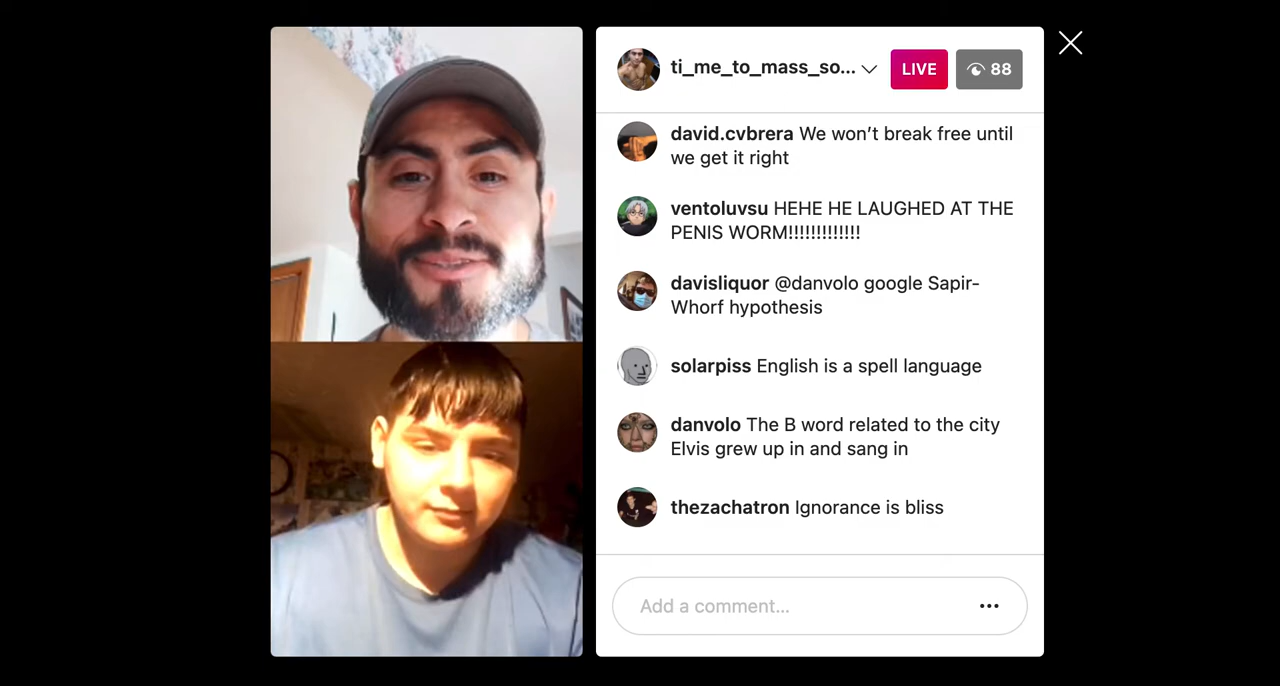 ti_me_to_mass_so...
LIVE
88
david.cvbrera We won’t break free until
we get it right
ventoluvsu HEHE HE LAUGHED AT THE
PENIS WORM!!!!!!!!!!!!!
davisliquor @danvolo google Sapir-
Whorf hypothesis
solarpiss English is a spell language
danvolo The B word related to the city
Elvis grew up in and sang in
thezachatron Ignorance is bliss
Add a comment...